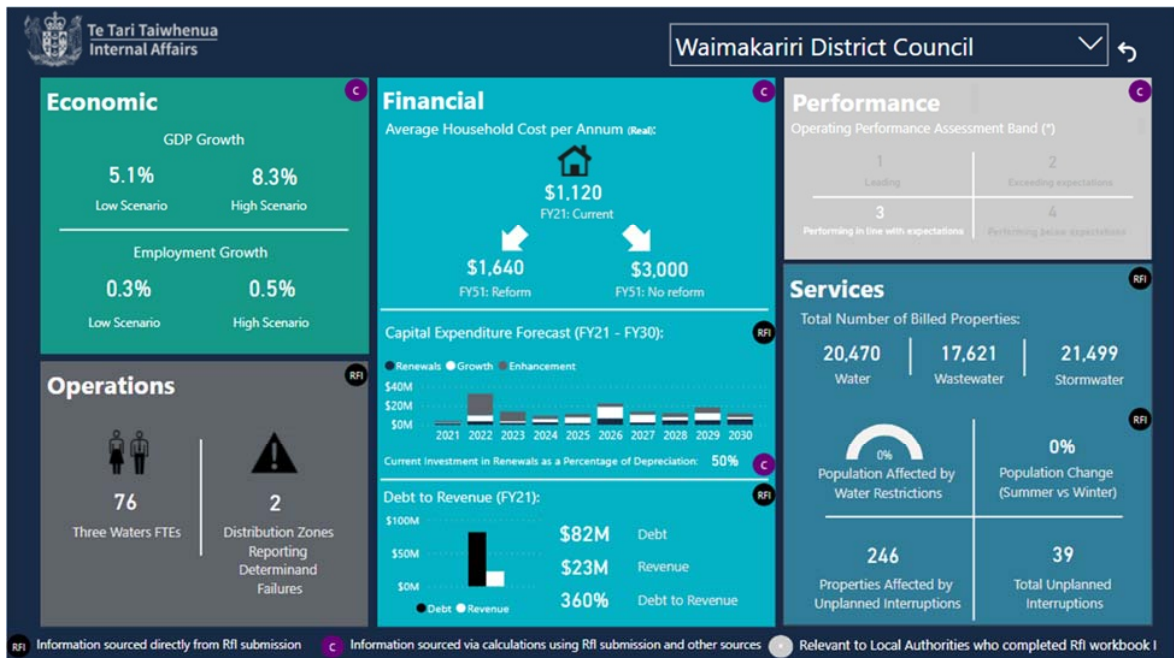 Te Tari Taiwhenua
Internal Affairs
Waimakariri District Council
Economic
C
GDP Growth
5.1%
8.3%
Low Scenario
High Scenario
Employment Growth
0.3%
0.5%
Low Scenario
High Scenario
Operations
RFI
76
2
Three Waters FTEs
Distribution Zones
Reporting
Determinand
Failures
Financial
C
Average Household Cost per Annum (Real):
$1,120
FY21: Current
$1,640
$3,000
FY51: Reform
FY51: No reform
Capital Expenditure Forecast (FY21 - FY30):
RFI
Renewals Growth Enhancement
$40M
$20M
$0M
2021 2022 2023 2024 2025 2026 2027 2028 2029 2030
Current Investment in Renewals as a Percentage of Depreciation: 50%
C
Debt to Revenue (FY21):
RFI
$100M
$50M
$0M
Debt Revenue
$82M Debt
$23M Revenue
360% Debt to Revenue
Performance
C
Operating Performance Assessment Band (*)
1
2
Leading
Exceeding expectations
3
4
Performing in line with expectations
Performing below expectations
Services
RFI
Total Number of Billed Properties:
20,470
17,621
21,499
Water
Wastewater
Stormwater
RFI
0%
0%
Population Affected by
Water Restrictions
Population Change
(Summer vs Winter)
246
39
Properties Affected by
Unplanned Interruptions
Total Unplanned
Interruptions
RFI Information sourced directly from RfI submission
C Information sourced via calculations using RfI submission and other sources
* Relevant to Local Authorities who completed RfI workbook I